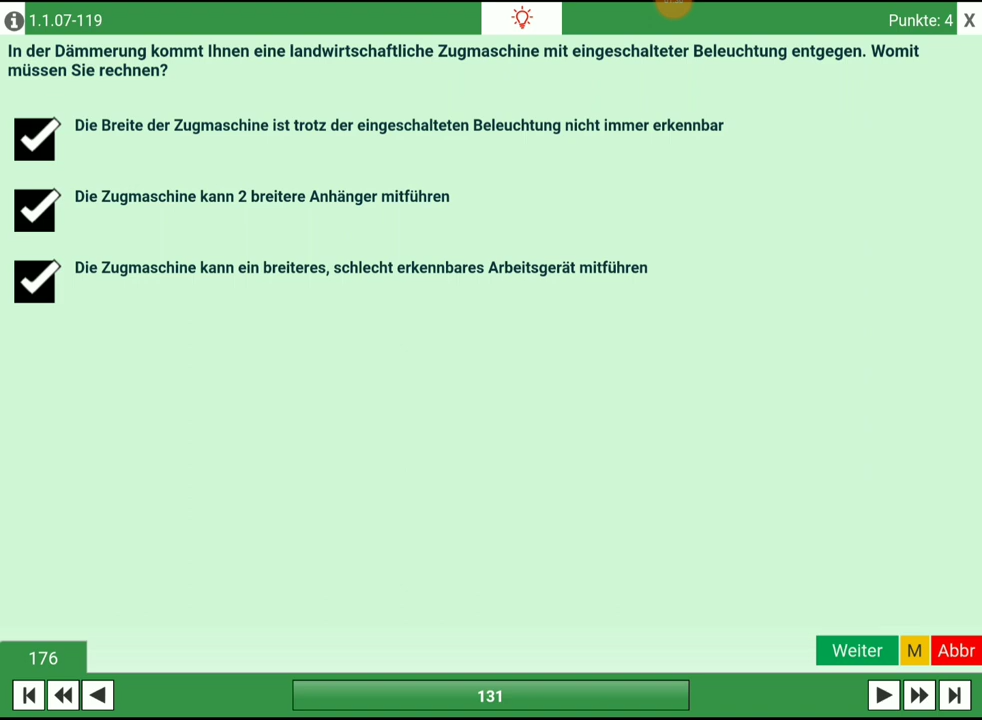 1.1.07-119
Punkte: 4 X
In der Dämmerung kommt Ihnen eine landwirtschaftliche Zugmaschine mit eingeschalteter Beleuchtung entgegen. Womit
müssen Sie rechnen?
Die Breite der Zugmaschine ist trotz der eingeschalteten Beleuchtung nicht immer erkennbar
Die Zugmaschine kann 2 breitere Anhänger mitführen
Die Zugmaschine kann ein breiteres, schlecht erkennbares Arbeitsgerät mitführen
176
Weiter M Abbr
131